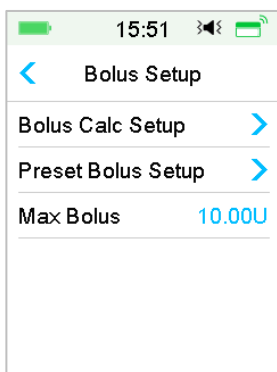 15:51
Bolus Setup
Bolus Calc Setup
Preset Bolus Setup
Max Bolus 10.00U